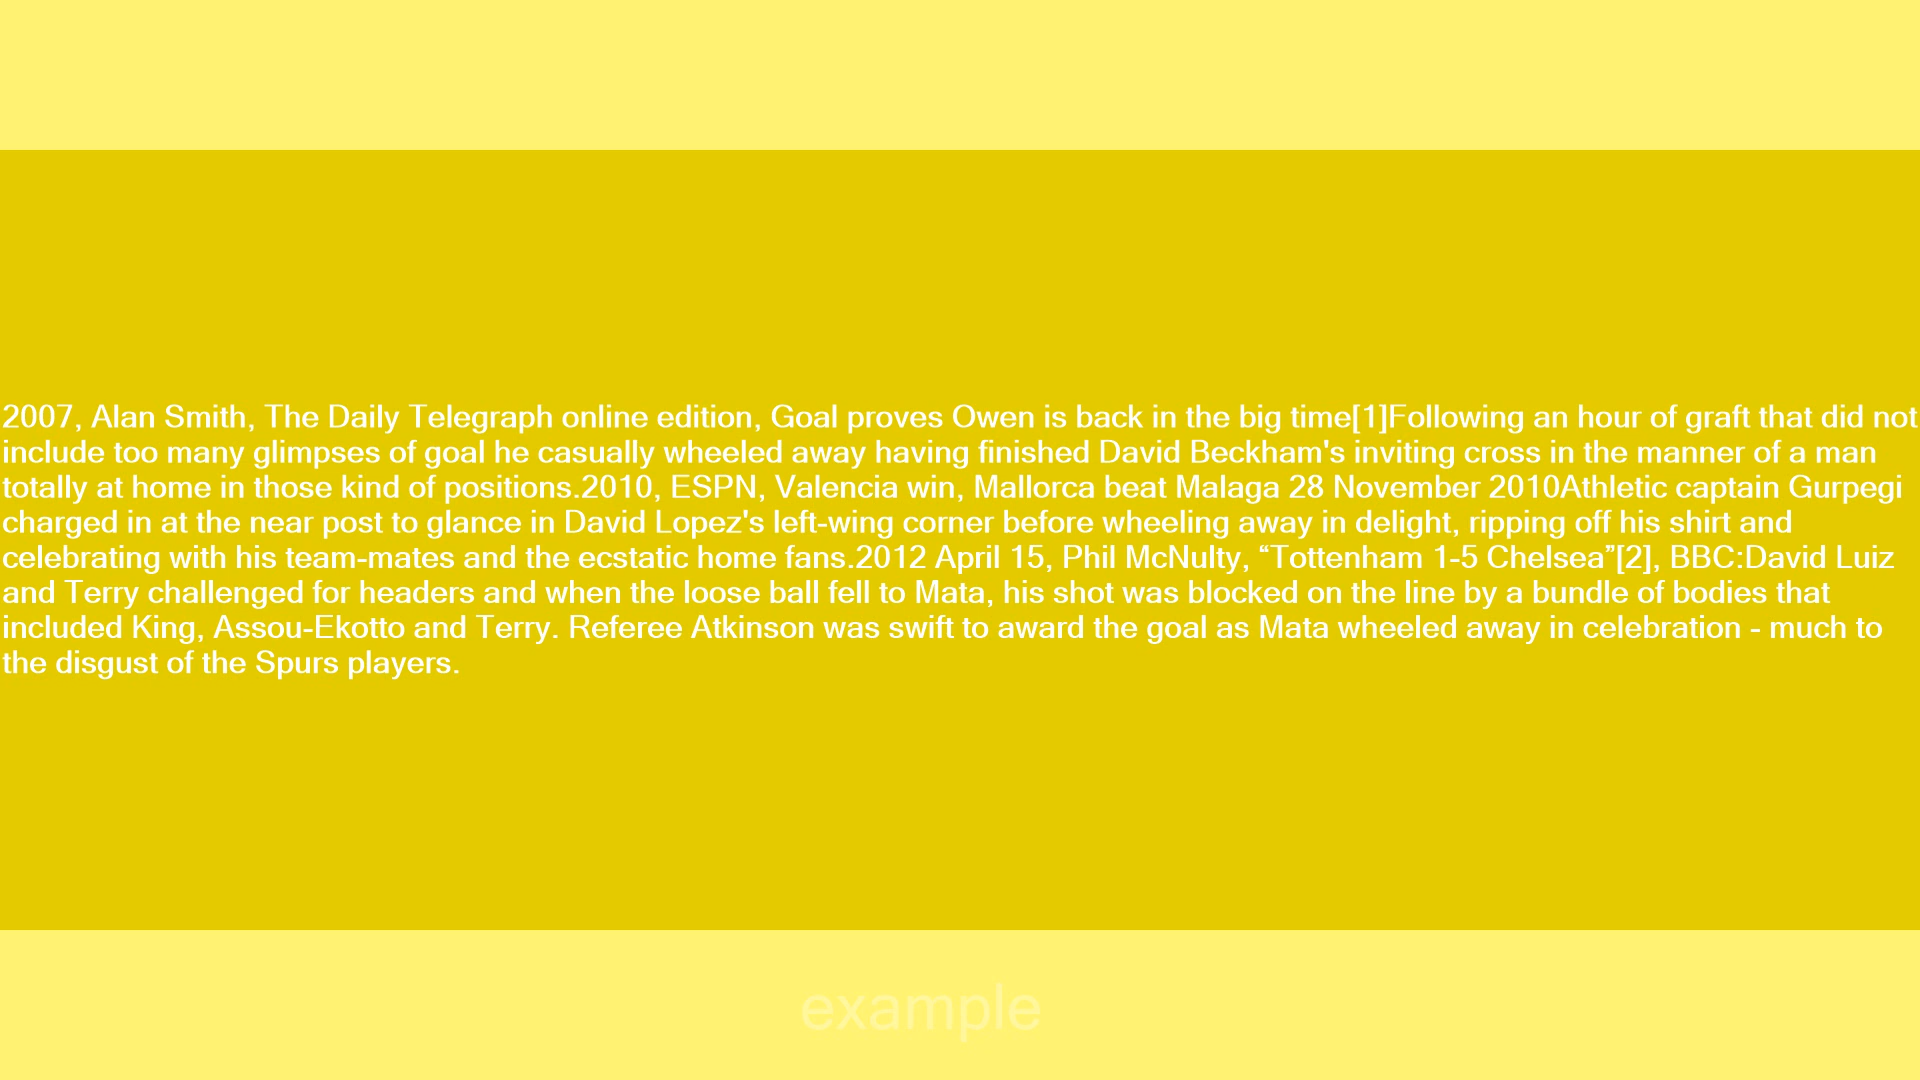 2007, Alan Smith, The Daily Telegraph online edition, Goal proves Owen is back in the big time[1]Following an hour of graft that did not
include too many glimpses of goal he casually wheeled away having finished David Beckham's inviting cross in the manner of a man
totally at home in those kind of positions.2010, ESPN, Valencia win, Mallorca beat Malaga 28 November 2010Athletic captain Gurpegi
charged in at the near post to glance in David Lopez's left-wing corner before wheeling away in delight, ripping off his shirt and
celebrating with his team-mates and the ecstatic home fans.2012 April 15, Phil McNulty, “Tottenham 1-5 Chelsea”[2], BBC:David Luiz
and Terry challenged for headers and when the loose ball fell to Mata, his shot was blocked on the line by a bundle of bodies that
included King, Assou-Ekotto and Terry. Referee Atkinson was swift to award the goal as Mata wheeled away in celebration - much to
the disgust of the Spurs players.
example